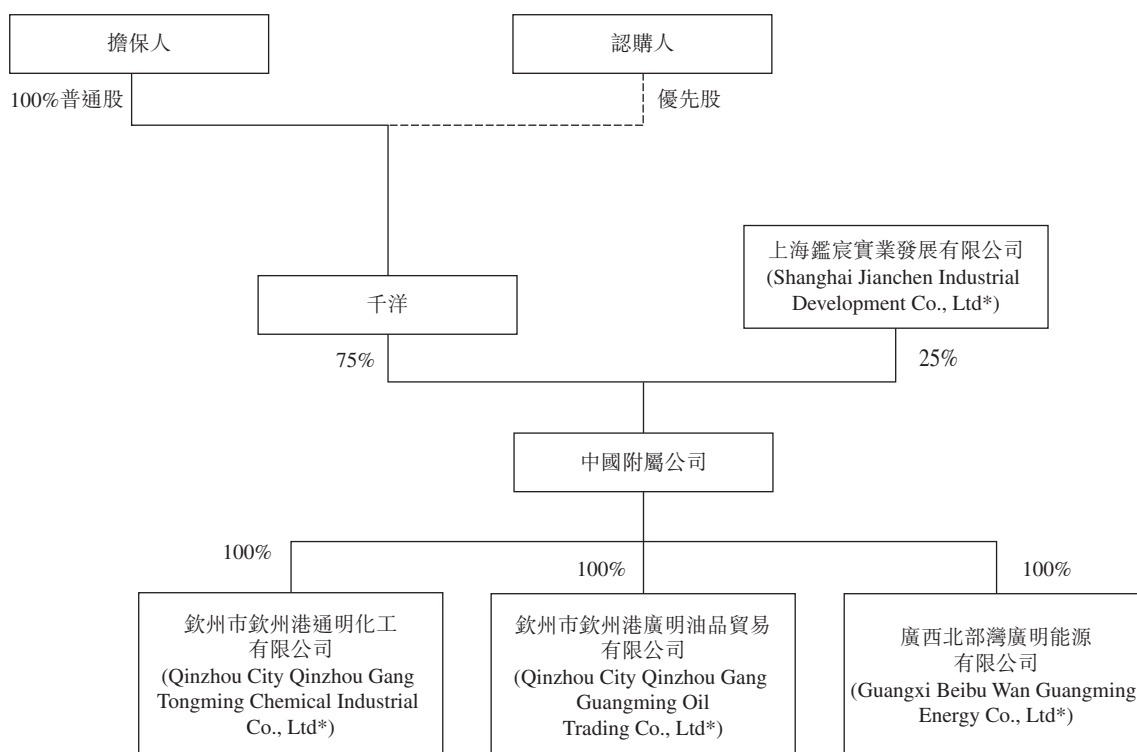 擔保人
認購人
100%普通股
優先股
上海鑑宸實業發展有限公司
(Shanghai Jianchen Industrial
Development Co., Ltd*)
千洋
75%
25%
中國附屬公司
100%
100%
100%
欽州市欽州港通明化工
有限公司
(Qinzhou City Qinzhou Gang
Tongming Chemical Industrial
Co., Ltd*)
欽州市欽州港廣明油品貿易
有限公司
(Qinzhou City Qinzhou Gang
Guangming Oil
Trading Co., Ltd*)
廣西北部灣廣明能源
有限公司
(Guangxi Beibu Wan Guangming
Energy Co., Ltd*)